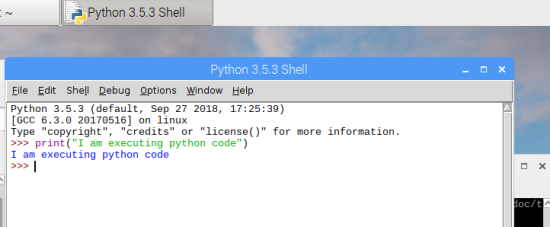 t ~
Python 3.5.3 Shell
Python 3.5.3 Shell
File Edit Shell Debug Options Window Help
Python 3.5.3 (default, Sep 27 2018, 17:25:39)
[GCC 6.3.0 20170516] on linux
Type "copyright", "credits" or "license()" for more information.
>>> print("I am executing python code")
I am executing python code
>>>
doc/t